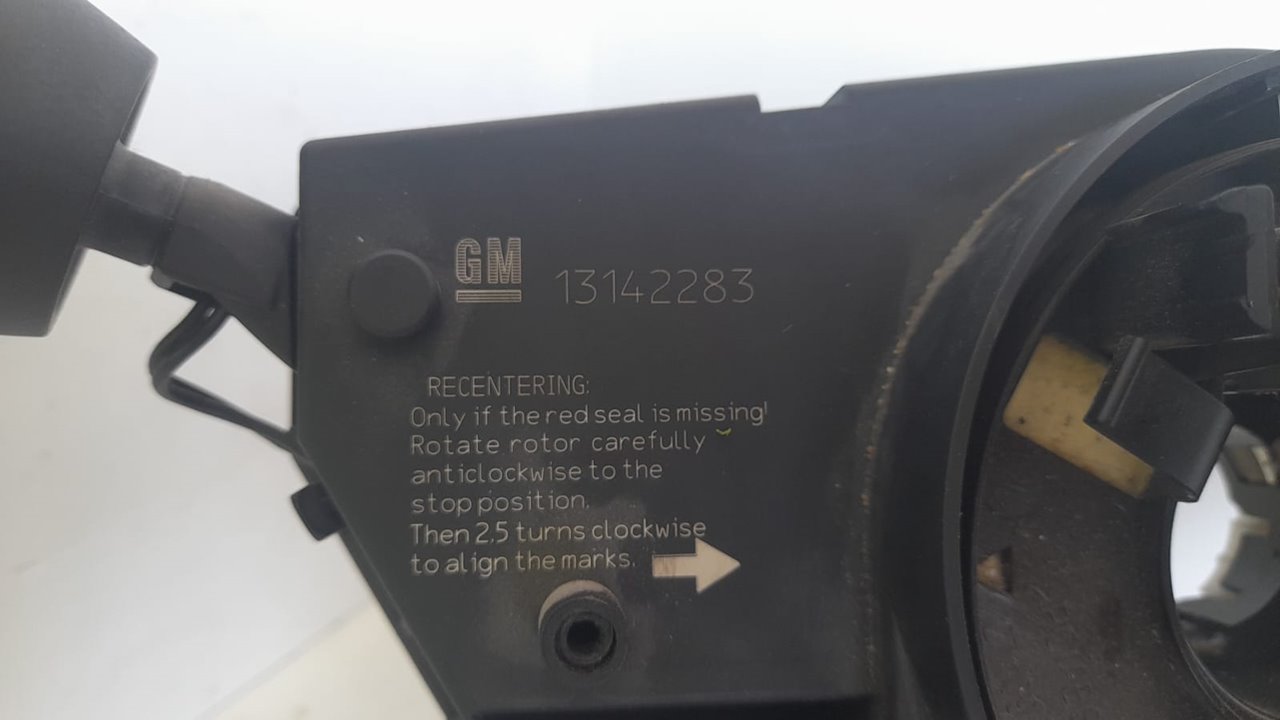 GM 13142283
RECENTERING:
Only if the red seal is missing!
Rotate rotor carefully
anticlockwise to the
stop position.
Then 2.5 turns clockwise
to align the marks.